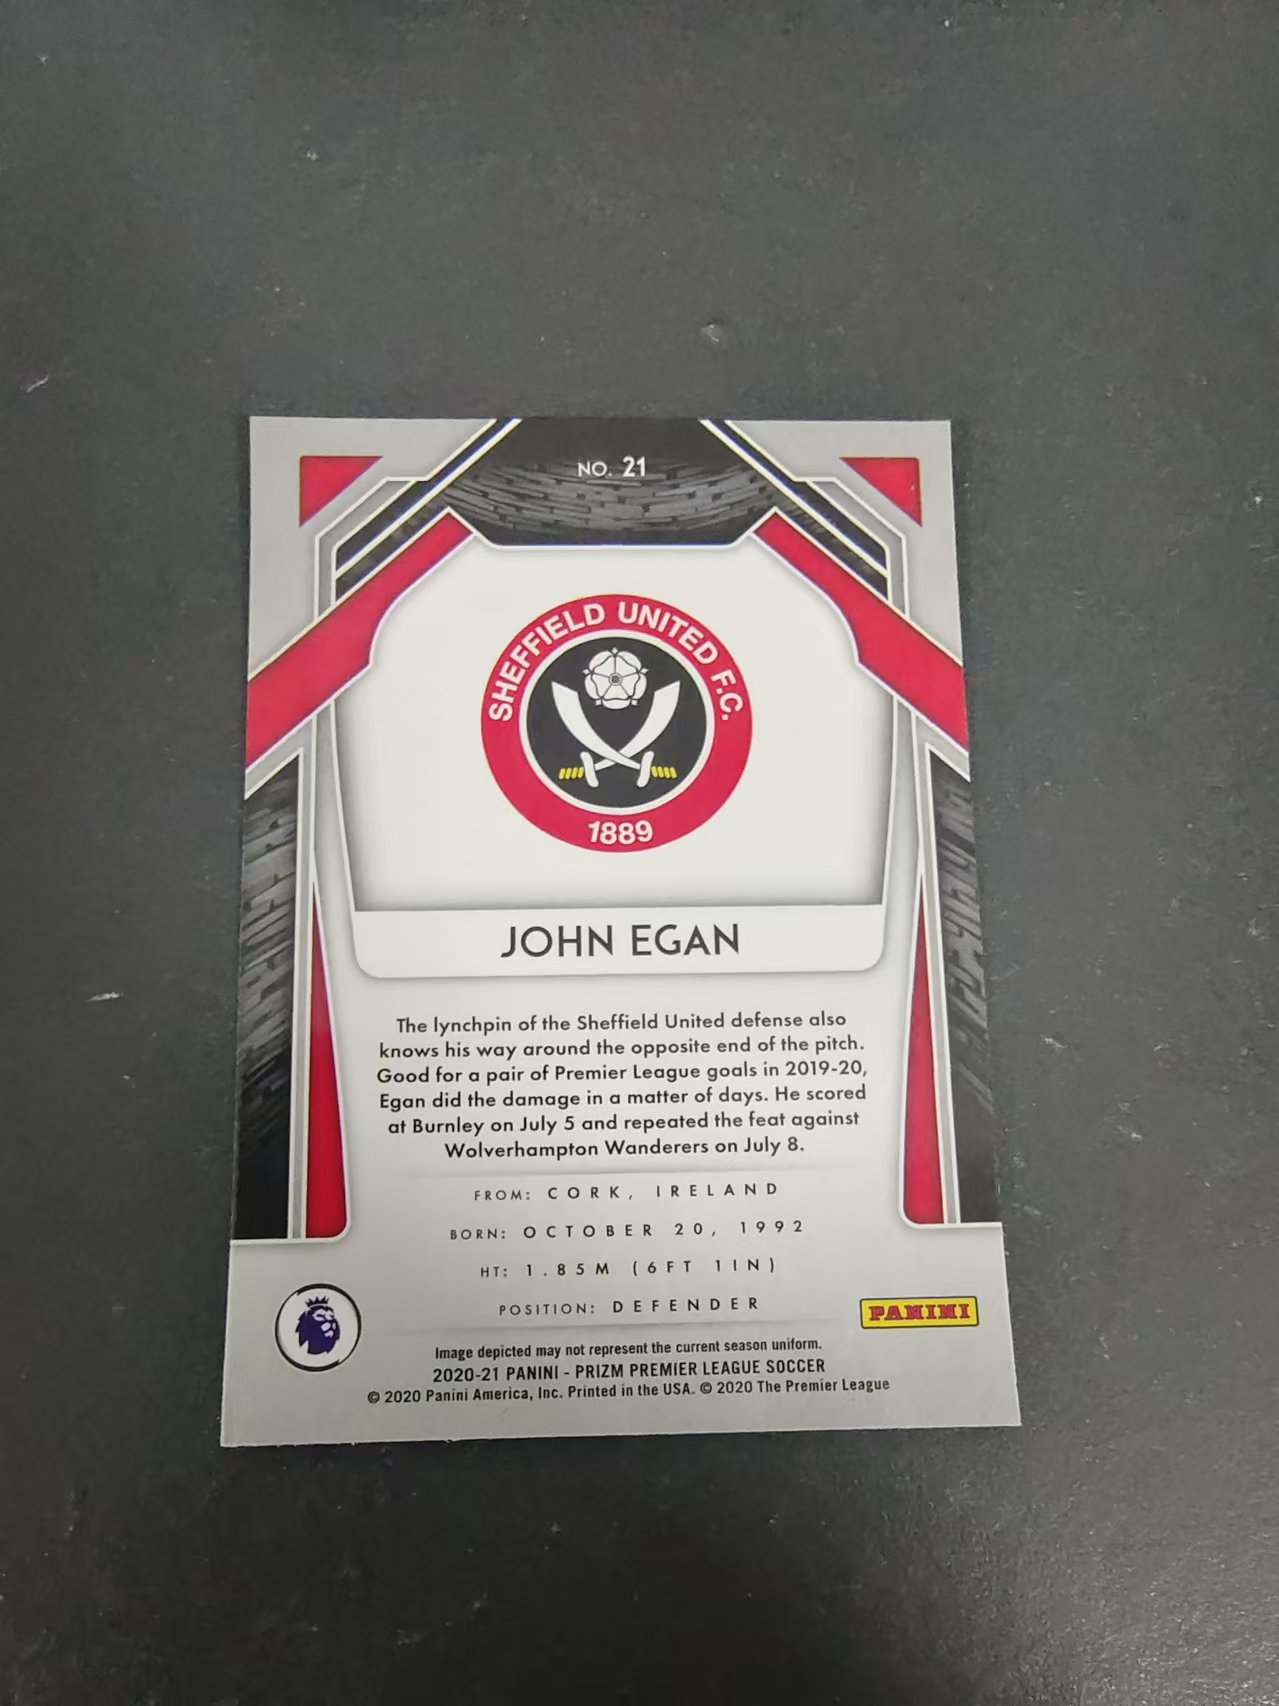 NO. 21
SHEFFIELD UNITED F.C.
1889
JOHN EGAN
The lynchpin of the Sheffield United defense also
knows his way around the opposite end of the pitch.
Good for a pair of Premier League goals in 2019-20,
Egan did the damage in a matter of days. He scored
at Burnley on July 5 and repeated the feat against
Wolverhampton Wanderers on July 8.
FROM: CORK, IRELAND
BORN: OCTOBER 20, 1992
HT: 1.85M (6FT 1IN)
POSITION: DEFENDER
PANINI
Image depicted may not represent the current season uniform.
2020-21 PANINI - PRIZM PREMIER LEAGUE SOCCER
© 2020 Panini America, Inc. Printed in the USA. © 2020 The Premier League